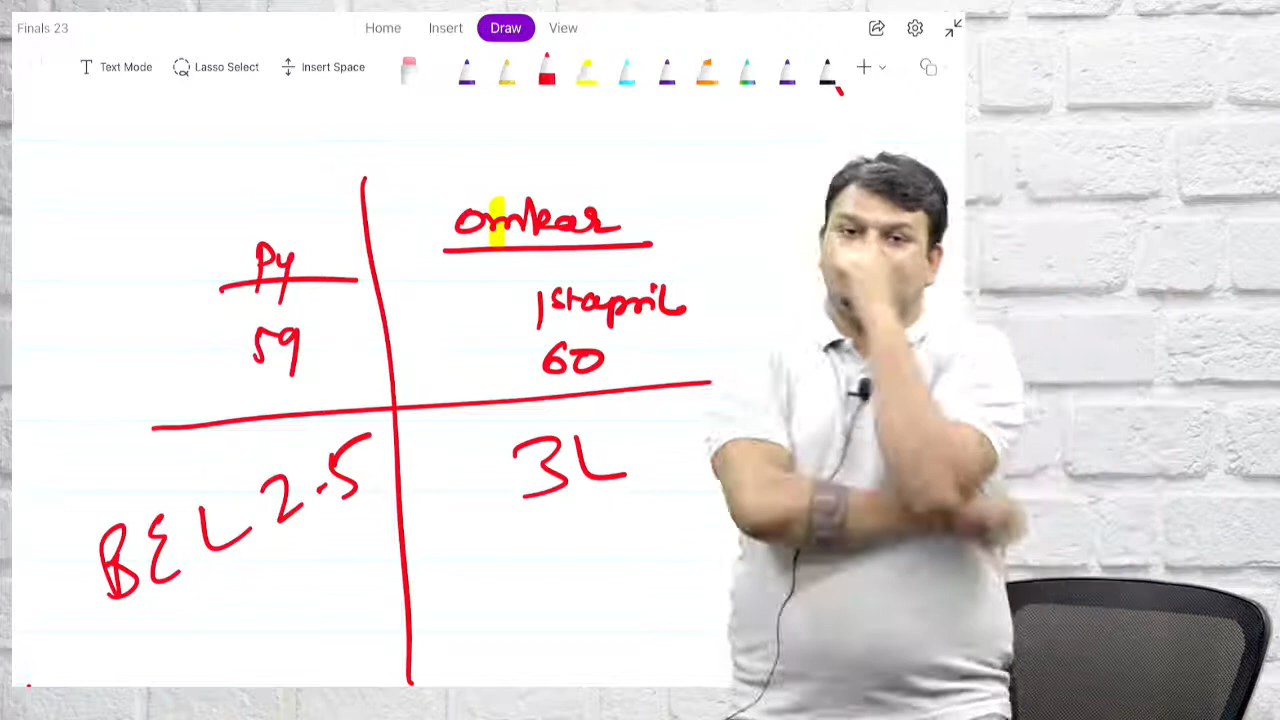 Finals 23
Home Insert Draw View
Text Mode Lasso Select Insert Space
omkar
Py
1st april
59
60
BEL 2.5
3L